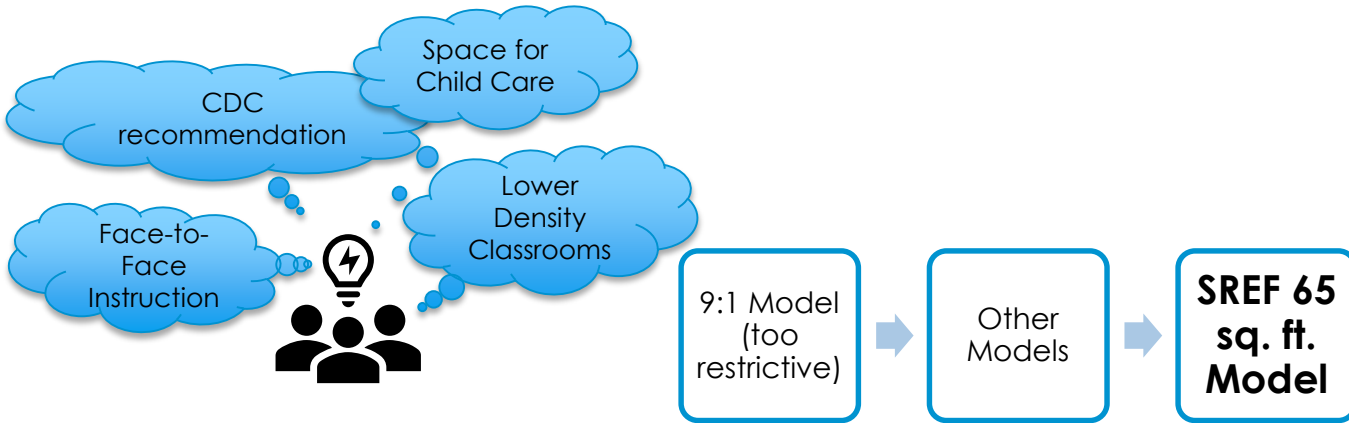 Space for
Child Care
CDC
recommendation
Lower
Density
Classrooms
Face-to-
Face
Instruction
9:1 Model
(too
restrictive)
Other
Models
SREF 65
sq. ft.
Model